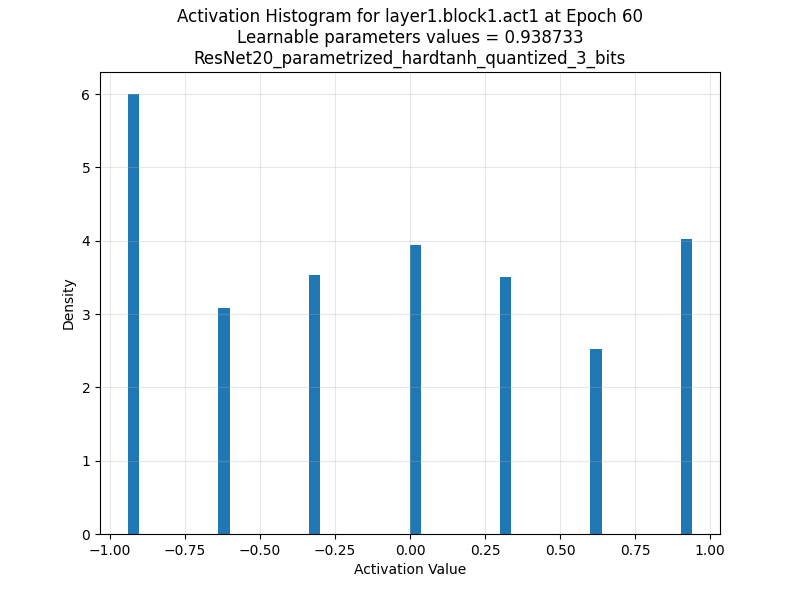 Activation Histogram for layer1.block1.act1 at Epoch 60
Learnable parameters values = 0.938733
ResNet20_parametrized_hardtanh_quantized_3_bits
6
5
4
3
2
1
0
Density
−1.00 −0.75 −0.50 −0.25 0.00 0.25 0.50 0.75 1.00
Activation Value